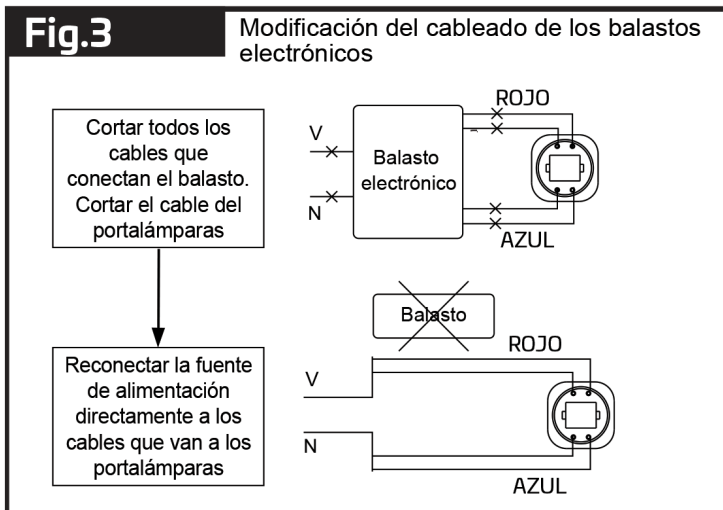 Fig.3
Modificación del cableado de los balastos
electrónicos
Cortar todos los
cables que
conectan el balasto.
Cortar el cable del
portalámparas
V
N
Balasto
electrónico
ROJO
AZUL
Balasto
Reconectar la fuente
de alimentación
directamente a los
cables que van a los
portalámparas
V
N
ROJO
AZUL